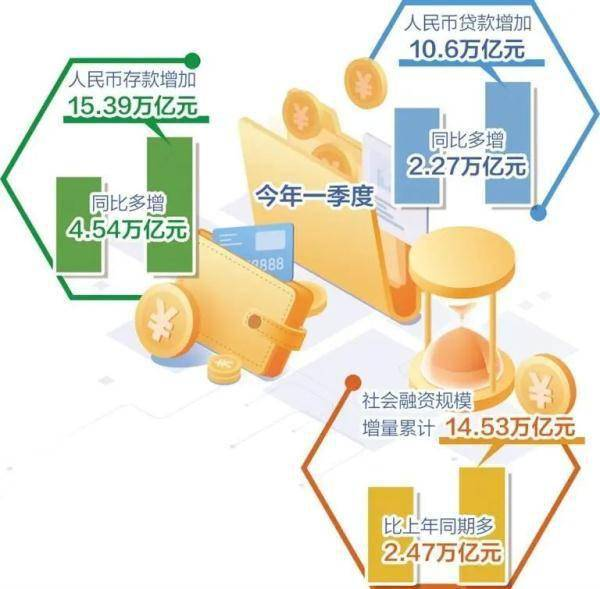 人民币存款增加
15.39万亿元
同比多增
4.54万亿元
人民币贷款增加
10.6万亿元
同比多增
2.27万亿元
今年一季度
8888
社会融资规模
增量累计 14.53万亿元
比上年同期多
2.47万亿元